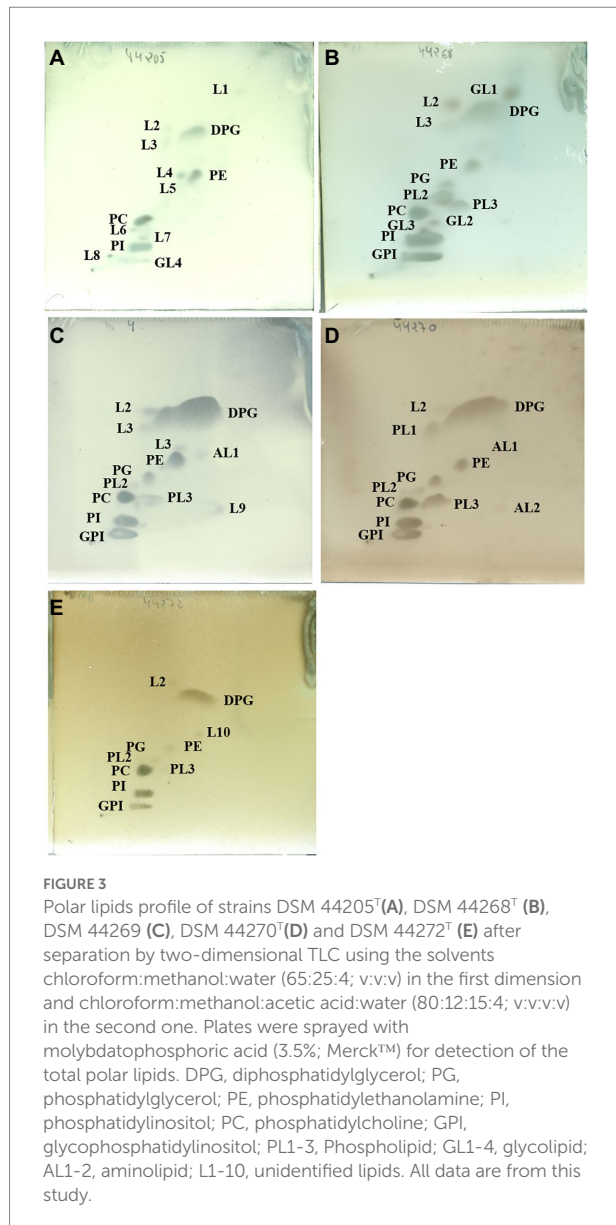 A
44205
L1
L2
DPG
L3
L4
PE
L5
PC
L6
L7
PI
L8
GL4
B
44268
GL1
L2
DPG
L3
PE
PG
PL2
PL3
PC
GL3
GL2
PI
GPI
C
4
L2
DPG
L3
L3
AL1
PE
PG
PL2
PC
PL3
L9
PI
GPI
D
44270
L2
DPG
PL1
AL1
PE
PG
PL2
PC
PL3
AL2
PI
GPI
E
44272
L2
DPG
L10
PG
PE
PL2
PC
PL3
PI
GPI
FIGURE 3
Polar lipids profile of strains DSM 44205ᵀ(A), DSM 44268ᵀ (B),
DSM 44269 (C), DSM 44270ᵀ(D) and DSM 44272ᵀ (E) after
separation by two-dimensional TLC using the solvents
chloroform:methanol:water (65:25:4; v:v:v) in the first dimension
and chloroform:methanol:acetic acid:water (80:12:15:4; v:v:v:v)
in the second one. Plates were sprayed with
molybdatophosphoric acid (3.5%; Merck™) for detection of the
total polar lipids. DPG, diphosphatidylglycerol; PG,
phosphatidylglycerol; PE, phosphatidylethanolamine; PI,
phosphatidylinositol; PC, phosphatidylcholine; GPI,
glycophosphatidylinositol; PL1-3, Phospholipid; GL1-4, glycolipid;
AL1-2, aminolipid; L1-10, unidentified lipids. All data are from this
study.